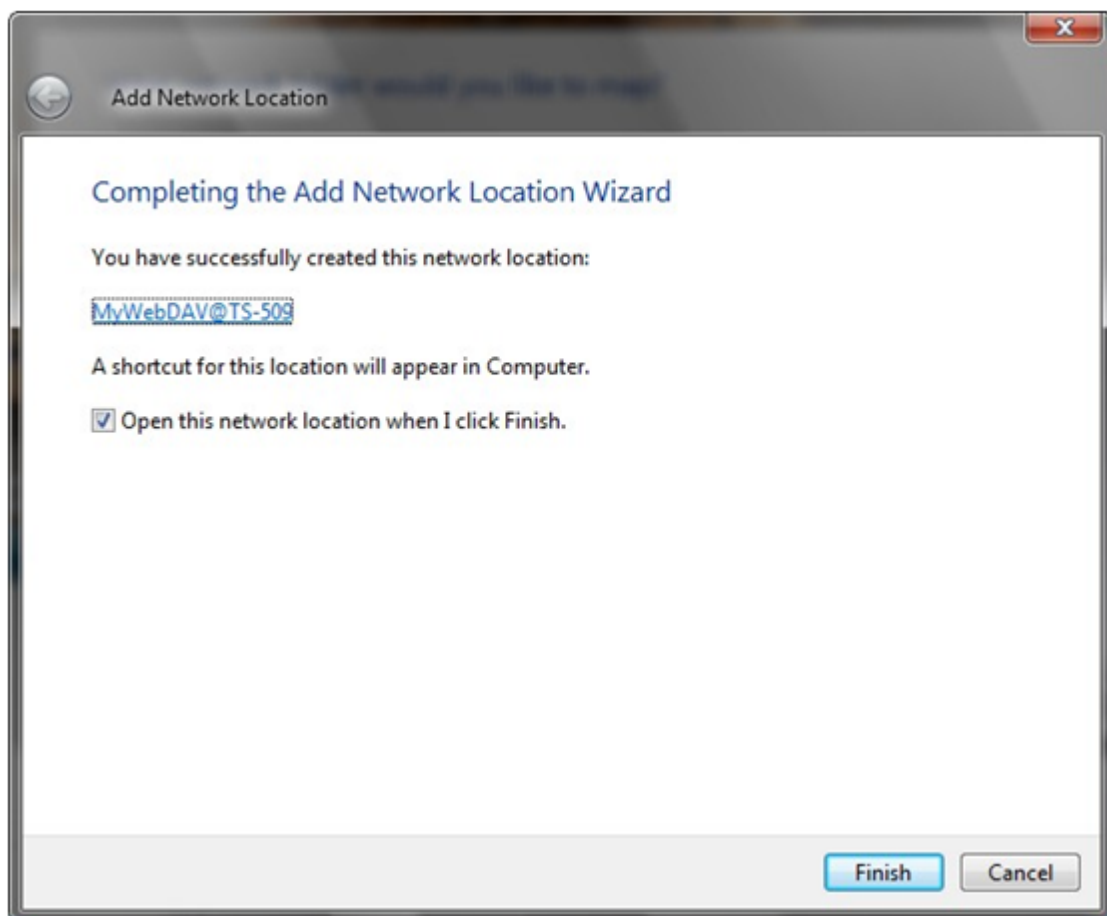 Add Network Location
Completing the Add Network Location Wizard
You have successfully created this network location:
MyWebDAV@TS-509
A shortcut for this location will appear in Computer.
Open this network location when I click Finish.
Finish
Cancel